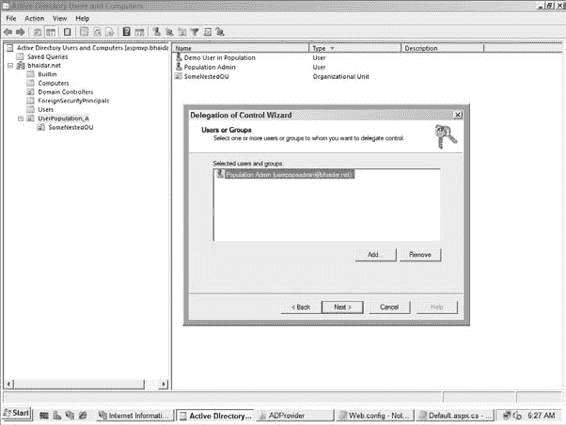 Active Directory Users and Computers
File Action View Help
Active Directory Users and Computers
bhaidar.net
Saved Queries
Builtin
Computers
Domain Controllers
ForeignSecurityPrincipals
Users
UserPopulation_A
SomeNestedOU
Name Type Description
Demo User in Population User
Population Admin User
SomeNestedOU Organizational Unit
Delegation of Control Wizard
Users or Groups
Select one or more users or groups to whom you want to delegate control.
Selected users and groups:
Population Admin
Add... Remove
< Back Next > Cancel Help
Start Internet Informati... Active Directory... ADProvider Web.config - Not... Default.aspx.cs - ... 6:27 AM